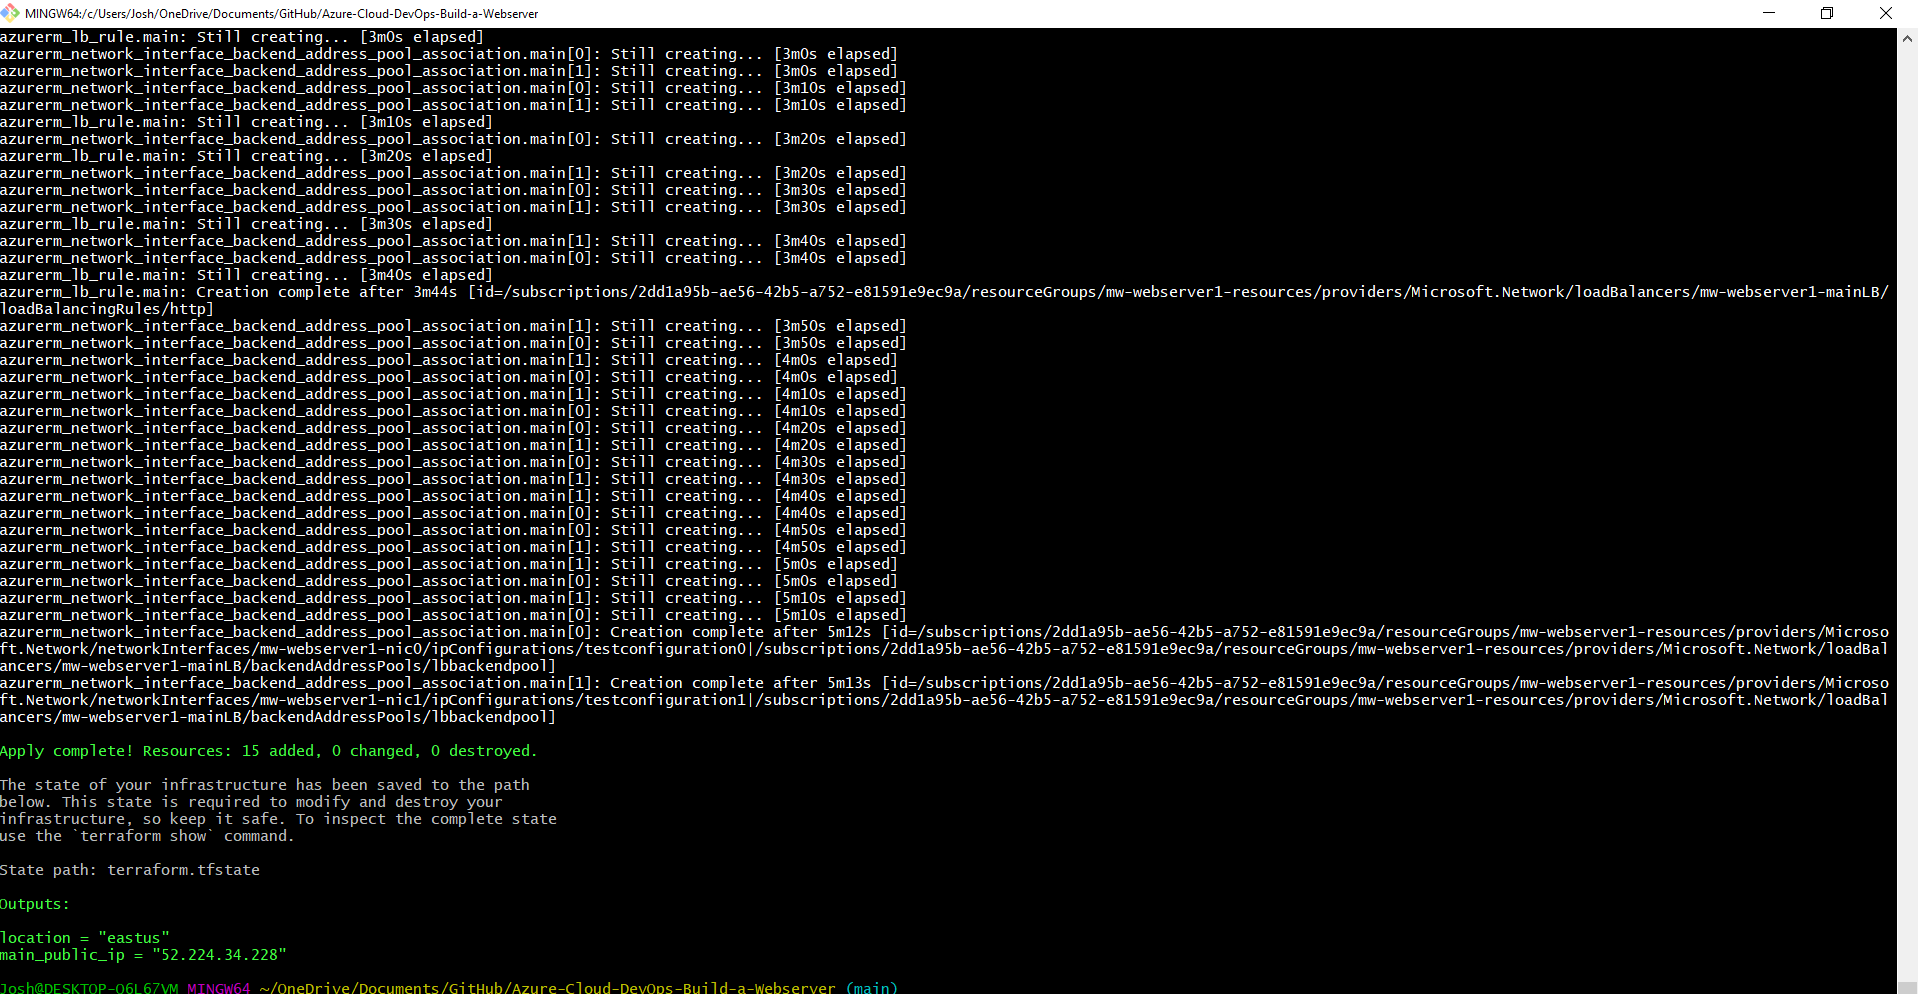 MINGW64:/c/Users/Josh/OneDrive/Documents/GitHub/Azure-Cloud-DevOps-Build-a-Webserver
azurerm_lb_rule.main: Still creating... [3m0s elapsed]
azurerm_network_interface_backend_address_pool_association.main[0]: Still creating... [3m0s elapsed]
azurerm_network_interface_backend_address_pool_association.main[1]: Still creating... [3m0s elapsed]
azurerm_network_interface_backend_address_pool_association.main[0]: Still creating... [3m10s elapsed]
azurerm_network_interface_backend_address_pool_association.main[1]: Still creating... [3m10s elapsed]
azurerm_lb_rule.main: Still creating... [3m10s elapsed]
azurerm_network_interface_backend_address_pool_association.main[0]: Still creating... [3m20s elapsed]
azurerm_lb_rule.main: Still creating... [3m20s elapsed]
azurerm_network_interface_backend_address_pool_association.main[1]: Still creating... [3m20s elapsed]
azurerm_network_interface_backend_address_pool_association.main[0]: Still creating... [3m30s elapsed]
azurerm_network_interface_backend_address_pool_association.main[1]: Still creating... [3m30s elapsed]
azurerm_lb_rule.main: Still creating... [3m30s elapsed]
azurerm_network_interface_backend_address_pool_association.main[1]: Still creating... [3m40s elapsed]
azurerm_network_interface_backend_address_pool_association.main[0]: Still creating... [3m40s elapsed]
azurerm_lb_rule.main: Still creating... [3m40s elapsed]
azurerm_lb_rule.main: Creation complete after 3m44s [id=/subscriptions/2dd1a95b-ae56-42b5-a752-e81591e9ec9a/resourceGroups/mw-webserver1-resources/providers/Microsoft.Network/loadBalancers/mw-webserver1-mainLB/
loadBalancingRules/http]
azurerm_network_interface_backend_address_pool_association.main[1]: Still creating... [3m50s elapsed]
azurerm_network_interface_backend_address_pool_association.main[0]: Still creating... [3m50s elapsed]
azurerm_network_interface_backend_address_pool_association.main[1]: Still creating... [4m0s elapsed]
azurerm_network_interface_backend_address_pool_association.main[0]: Still creating... [4m0s elapsed]
azurerm_network_interface_backend_address_pool_association.main[1]: Still creating... [4m10s elapsed]
azurerm_network_interface_backend_address_pool_association.main[0]: Still creating... [4m10s elapsed]
azurerm_network_interface_backend_address_pool_association.main[0]: Still creating... [4m20s elapsed]
azurerm_network_interface_backend_address_pool_association.main[1]: Still creating... [4m20s elapsed]
azurerm_network_interface_backend_address_pool_association.main[0]: Still creating... [4m30s elapsed]
azurerm_network_interface_backend_address_pool_association.main[1]: Still creating... [4m30s elapsed]
azurerm_network_interface_backend_address_pool_association.main[1]: Still creating... [4m40s elapsed]
azurerm_network_interface_backend_address_pool_association.main[0]: Still creating... [4m40s elapsed]
azurerm_network_interface_backend_address_pool_association.main[0]: Still creating... [4m50s elapsed]
azurerm_network_interface_backend_address_pool_association.main[1]: Still creating... [4m50s elapsed]
azurerm_network_interface_backend_address_pool_association.main[1]: Still creating... [5m0s elapsed]
azurerm_network_interface_backend_address_pool_association.main[0]: Still creating... [5m0s elapsed]
azurerm_network_interface_backend_address_pool_association.main[1]: Still creating... [5m10s elapsed]
azurerm_network_interface_backend_address_pool_association.main[0]: Still creating... [5m10s elapsed]
azurerm_network_interface_backend_address_pool_association.main[0]: Creation complete after 5m12s [id=/subscriptions/2dd1a95b-ae56-42b5-a752-e81591e9ec9a/resourceGroups/mw-webserver1-resources/providers/Microso
ft.Network/networkInterfaces/mw-webserver1-nic0/ipConfigurations/testconfiguration0|/subscriptions/2dd1a95b-ae56-42b5-a752-e81591e9ec9a/resourceGroups/mw-webserver1-resources/providers/Microsoft.Network/loadBal
ancers/mw-webserver1-mainLB/backendAddressPools/lbbackendpool]
azurerm_network_interface_backend_address_pool_association.main[1]: Creation complete after 5m13s [id=/subscriptions/2dd1a95b-ae56-42b5-a752-e81591e9ec9a/resourceGroups/mw-webserver1-resources/providers/Microso
ft.Network/networkInterfaces/mw-webserver1-nic1/ipConfigurations/testconfiguration1|/subscriptions/2dd1a95b-ae56-42b5-a752-e81591e9ec9a/resourceGroups/mw-webserver1-resources/providers/Microsoft.Network/loadBal
ancers/mw-webserver1-mainLB/backendAddressPools/lbbackendpool]
Apply complete! Resources: 15 added, 0 changed, 0 destroyed.
The state of your infrastructure has been saved to the path
below. This state is required to modify and destroy your
infrastructure, so keep it safe. To inspect the complete state
use the `terraform show` command.
State path: terraform.tfstate
Outputs:
location = "eastus"
main_public_ip = "52.224.34.228"
Josh@DESKTOP-O6L67VM MINGW64 ~/OneDrive/Documents/GitHub/Azure-Cloud-DevOps-Build-a-Webserver (main)